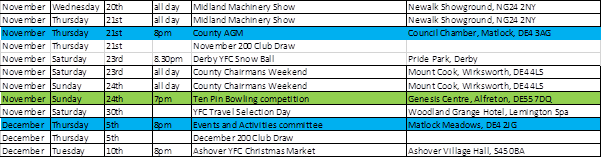 November Wednesday 20th all day Midland Machinery Show Newalk Showground, NG24 2NY
November Thursday 21st all day Midland Machinery Show Newalk Showground, NG24 2NY
November Thursday 21st 8pm County AGM Council Chamber, Matlock, DE4 3AG
November Thursday 21st November 200 Club Draw
November Saturday 23rd 8.30pm Derby YFC Snow Ball Pride Park, Derby
November Saturday 23rd all day County Chairmans Weekend Mount Cook, Wirksworth, DE44LS
November Sunday 24th all day County Chairmans Weekend Mount Cook, Wirksworth, DE44LS
November Sunday 24th 7pm Ten Pin Bowling competition Genesis Centre, Alfreton, DE55 7DQ
November Saturday 30th YFC Travel Selection Day Woodland Grange Hotel, Lemington Spa
December Thursday 5th 8pm Events and Activities committee Matlock Meadows, DE4 2JG
December Thursday 5th December 200 Club Draw
December Tuesday 10th 8pm Ashover YFC Christmas Market Ashover Village Hall, S45 0BA